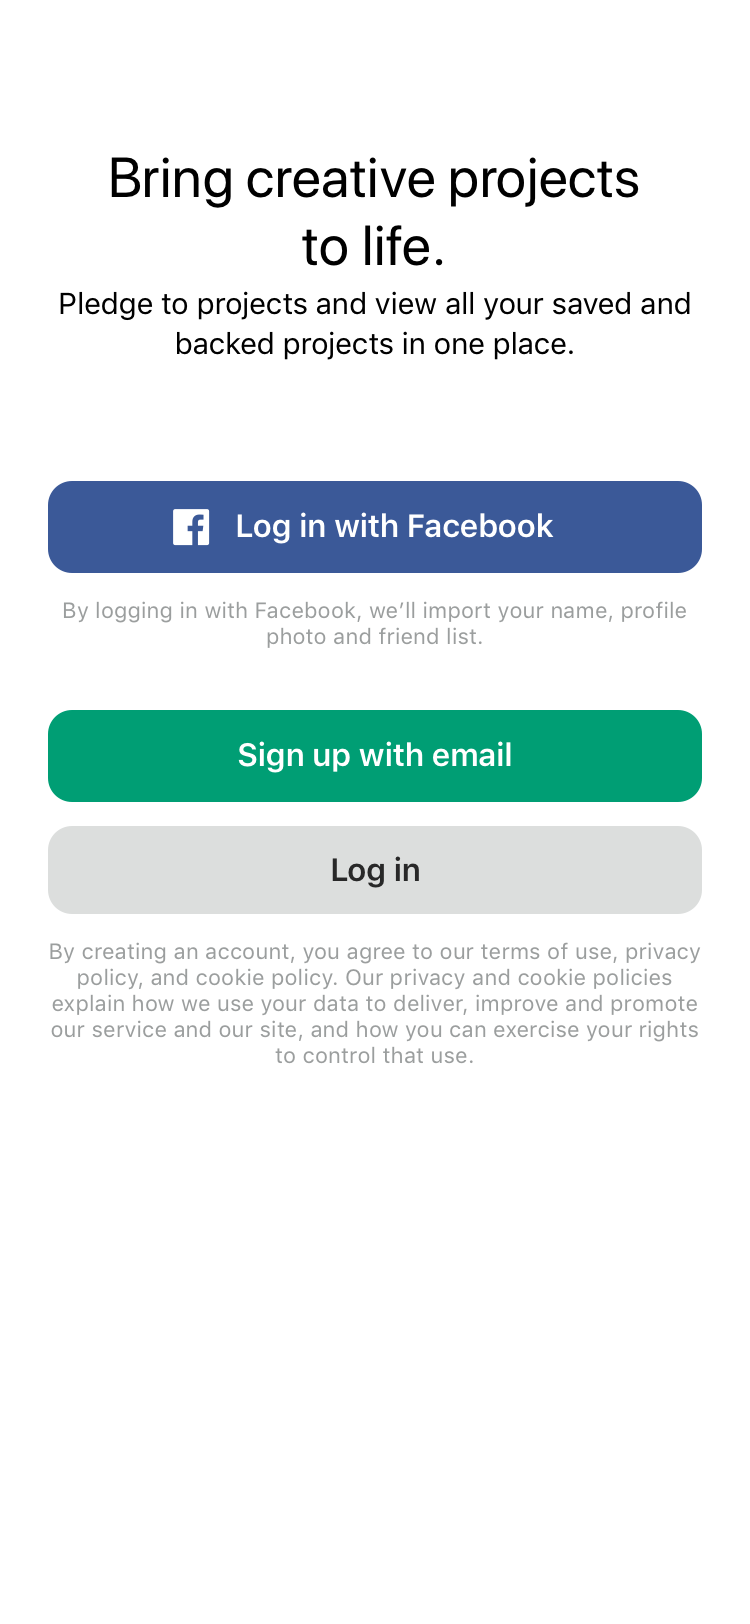 Bring creative projects
to life.
Pledge to projects and view all your saved and
backed projects in one place.
Log in with Facebook
By logging in with Facebook, we’ll import your name, profile
photo and friend list.
Sign up with email
Log in
By creating an account, you agree to our terms of use, privacy
policy, and cookie policy. Our privacy and cookie policies
explain how we use your data to deliver, improve and promote
our service and our site, and how you can exercise your rights
to control that use.